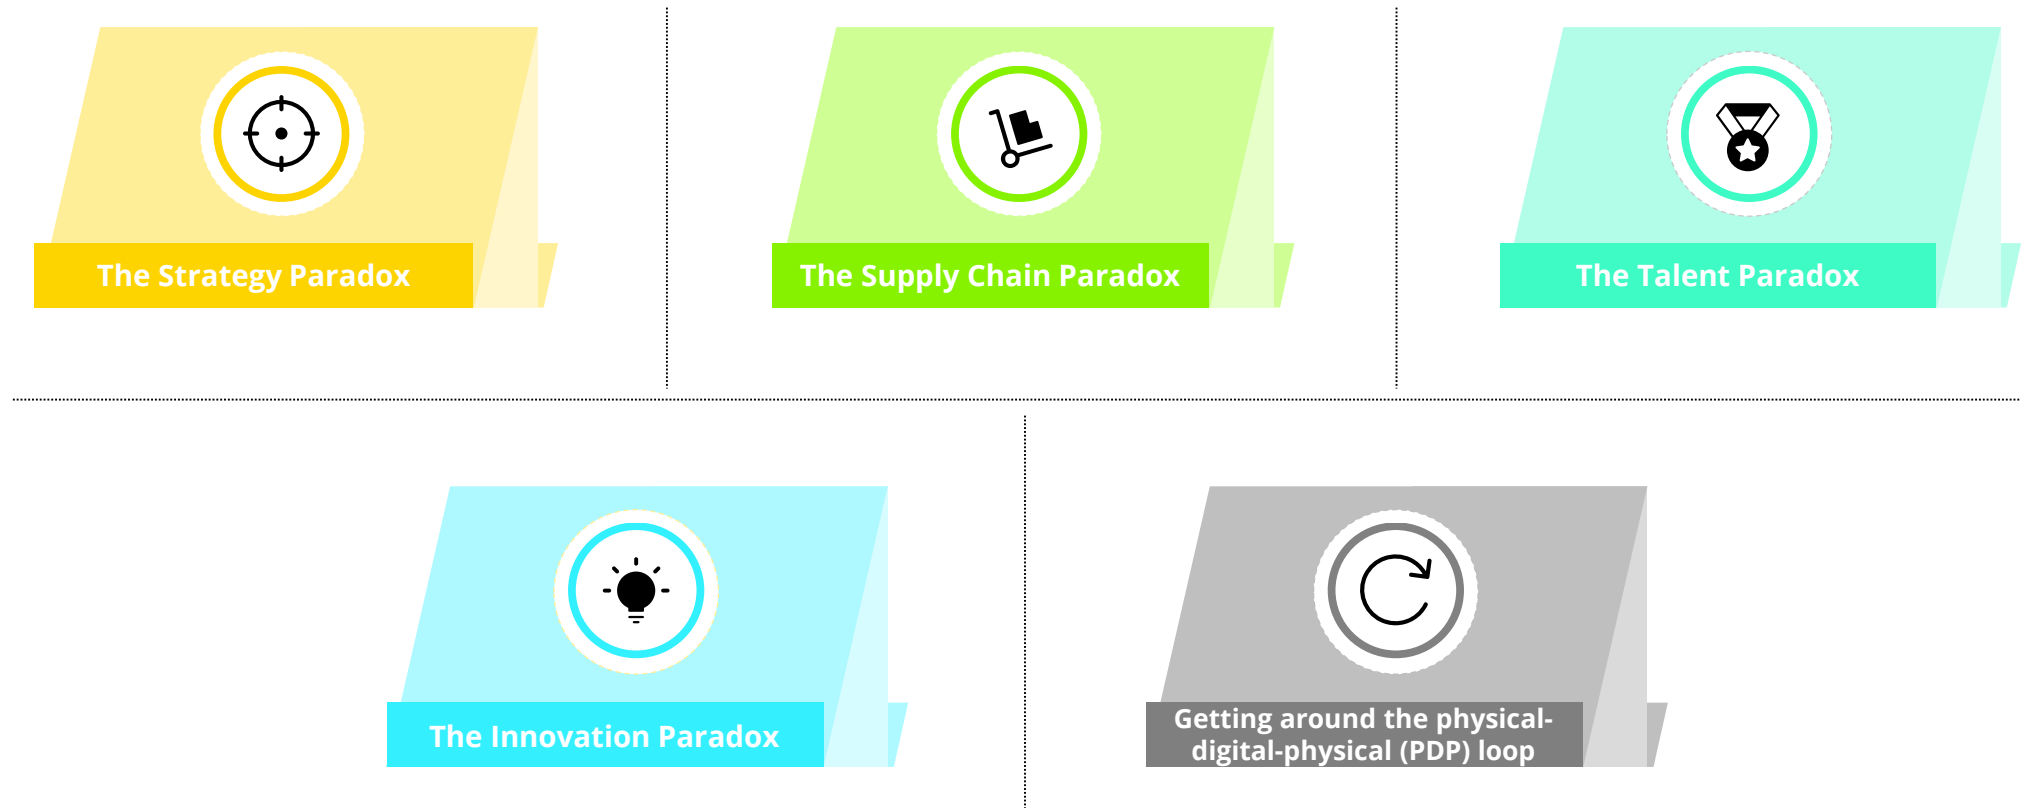 The Strategy Paradox
The Supply Chain Paradox
The Talent Paradox
The Innovation Paradox
Getting around the physical-
digital-physical (PDP) loop